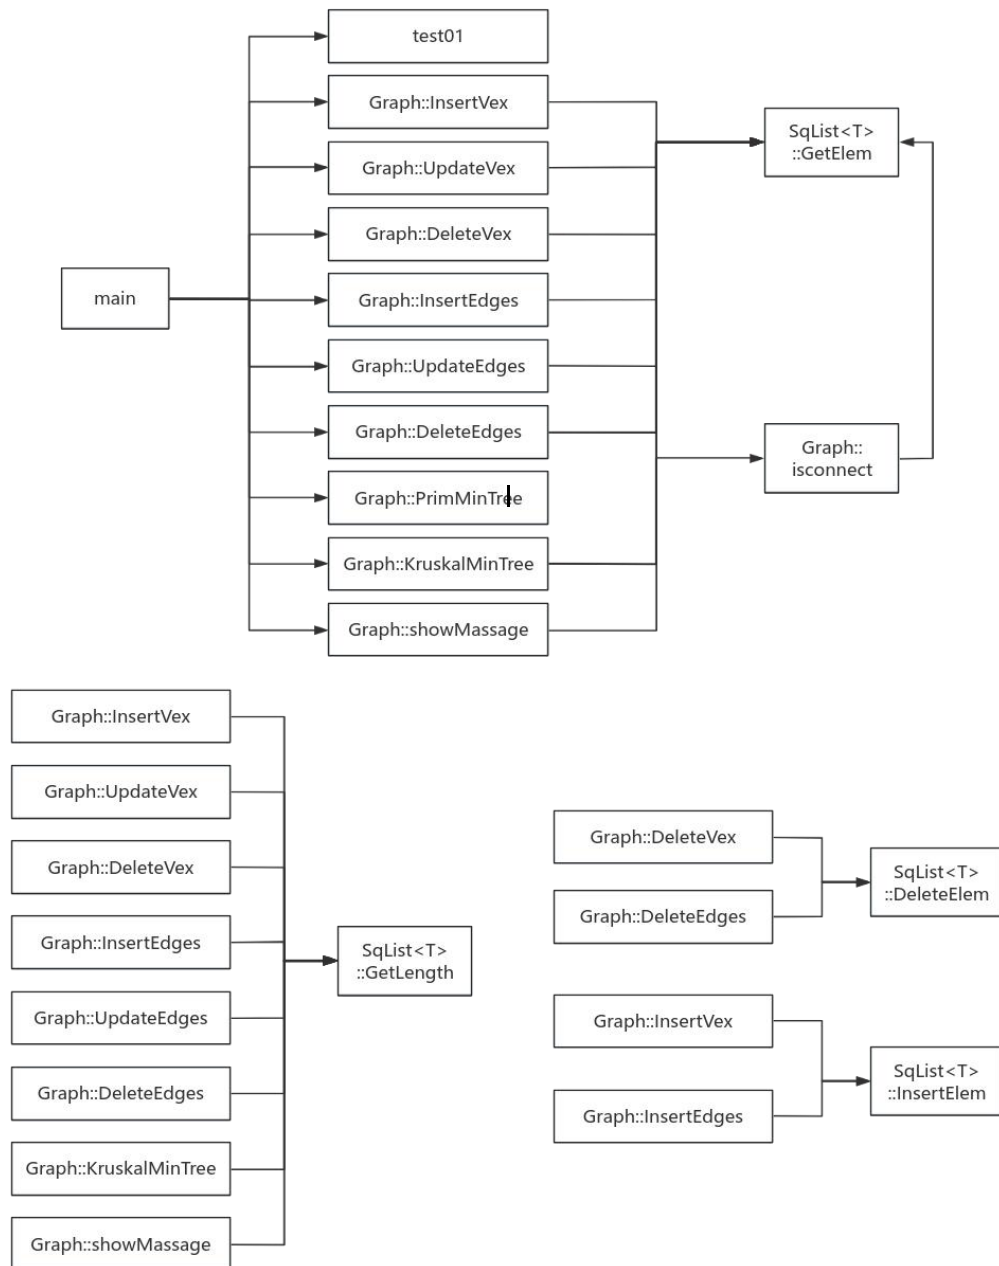 test01
Graph::InsertVex
SqList<T>
::GetElem
Graph::UpdateVex
Graph::DeleteVex
main
Graph::InsertEdges
Graph::UpdateEdges
Graph::DeleteEdges
Graph::
isconnect
Graph::PrimMinTree
Graph::KruskalMinTree
Graph::showMassage
Graph::InsertVex
Graph::UpdateVex
Graph::DeleteVex
Graph::InsertEdges
Graph::UpdateEdges
Graph::DeleteEdges
Graph::KruskalMinTree
Graph::showMassage
SqList<T>
::GetLength
Graph::DeleteVex
Graph::DeleteEdges
SqList<T>
::DeleteElem
Graph::InsertVex
Graph::InsertEdges
SqList<T>
::InsertElem